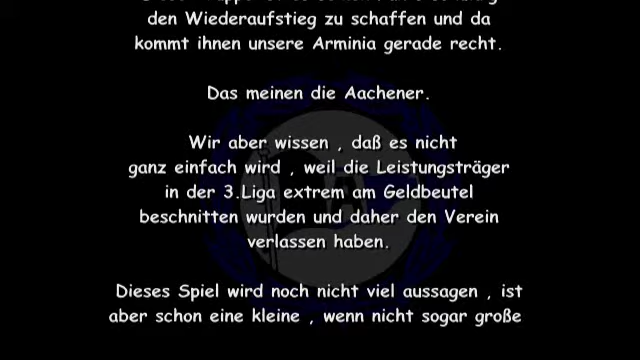 den Wiederaufstieg zu schaffen und da
kommt ihnen unsere Arminia gerade recht.
Das meinen die Aachener.
Wir aber wissen , daß es nicht
ganz einfach wird , weil die Leistungsträger
in der 3.Liga extrem am Geldbeutel
beschnitten wurden und daher den Verein
verlassen haben.
Dieses Spiel wird noch nicht viel aussagen , ist
aber schon eine kleine , wenn nicht sogar große